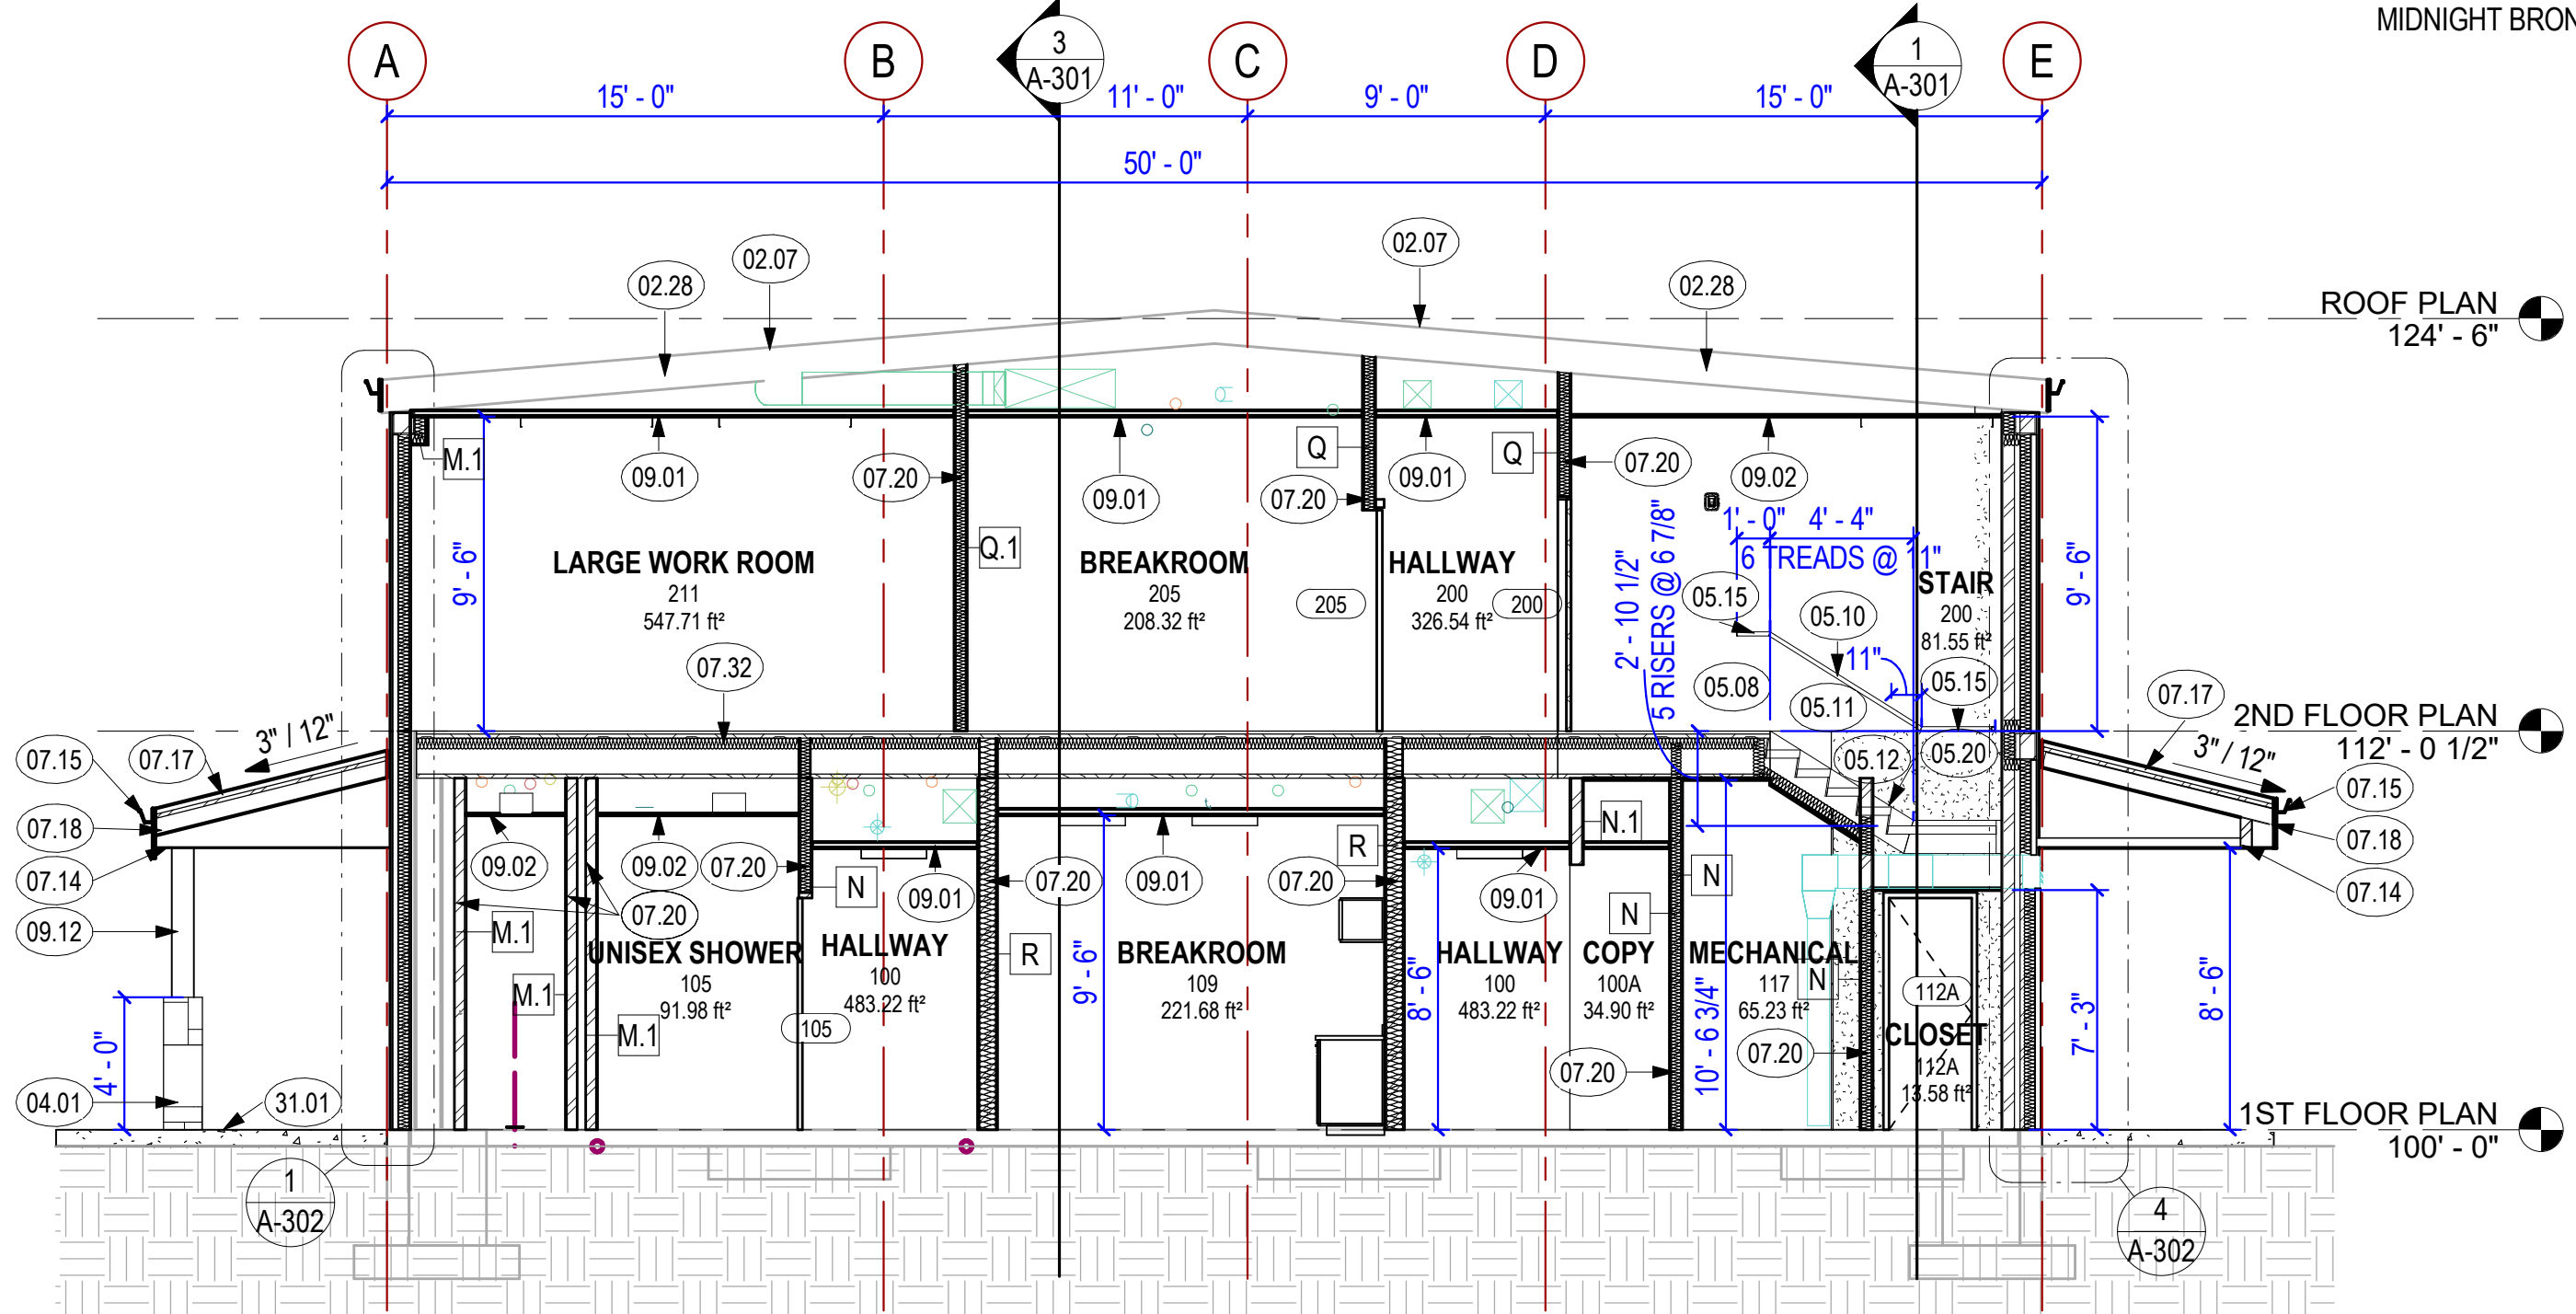 MIDNIGHT BRON
A
B
3
A-301
C
D
1
A-301
E
15' - 0"
11' - 0"
9' - 0"
15' - 0"
50' - 0"
02.07
02.28
02.07
02.28
ROOF PLAN
124' - 6"
M.1
09.01
07.20
09.01
Q
07.20
09.01
Q
07.20
09.02
9' - 6"
LARGE WORK ROOM
211
547.71 ft²
Q.1
BREAKROOM
205
208.32 ft²
205
HALLWAY
200
326.54 ft²
200
2' - 10 1/2"
5 RISERS @ 6 7/8"
1' - 0"
4' - 4"
6 TREADS @ 11"
05.15
05.10
STAIR
200
81.55 ft²
9' - 6"
07.32
05.08
05.11
11"
05.15
05.12
05.20
07.17
2ND FLOOR PLAN
112' - 0 1/2"
3" / 12"
3" / 12"
07.15
07.17
07.18
07.14
09.12
07.15
07.18
07.14
09.02
09.02
07.20
N
09.01
07.20
09.01
07.20
R
09.01
N.1
N
N
07.20
M.1
M.1
M.1
UNISEX SHOWER
105
91.98 ft²
105
HALLWAY
100
483.22 ft²
R
9' - 6"
BREAKROOM
109
221.68 ft²
8' - 6"
HALLWAY
100
483.22 ft²
COPY
100A
34.90 ft²
07.20
10' - 6 3/4"
MECHANICAL
117
65.23 ft²
N
07.20
112A
CLOSET
112A
13.58 ft²
7' - 3"
8' - 6"
4' - 0"
04.01
31.01
1ST FLOOR PLAN
100' - 0"
1
A-302
4
A-302